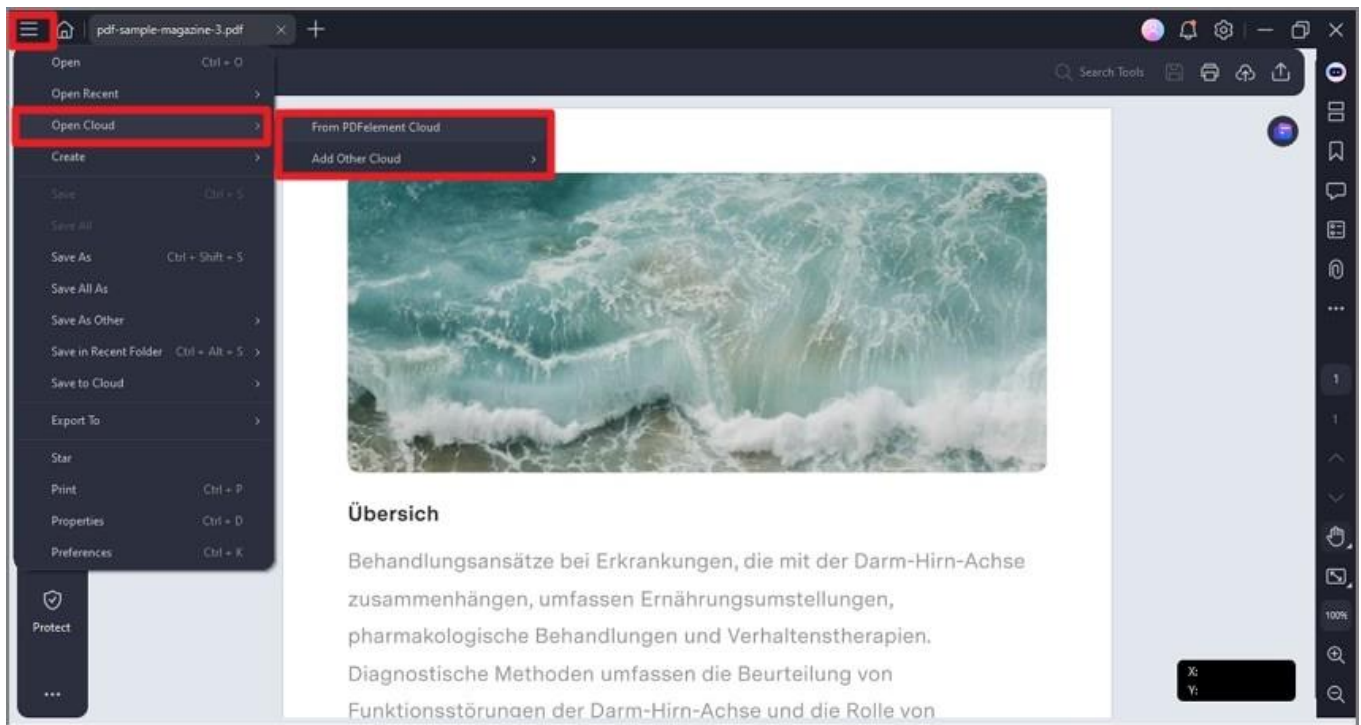 pdf-sample-magazine-3.pdf
Open Ctrl + O
Open Recent
Open Cloud
Create
Save Ctrl + S
Save All
Save As Ctrl + Shift + S
Save All As
Save As Other
Save in Recent Folder Ctrl + Alt + S
Save to Cloud
Export To
Star
Print Ctrl + P
Properties Ctrl + D
Preferences Ctrl + K
Protect
From PDFelement Cloud
Add Other Cloud
Search Tools
Übersich
Behandlungsansätze bei Erkrankungen, die mit der Darm-Hirn-Achse
zusammenhängen, umfassen Ernährungsumstellungen,
pharmakologische Behandlungen und Verhaltenstherapien.
Diagnostische Methoden umfassen die Beurteilung von
Funktionsstörungen der Darm-Hirn-Achse und die Rolle von
1
1
100%
X:
Y: